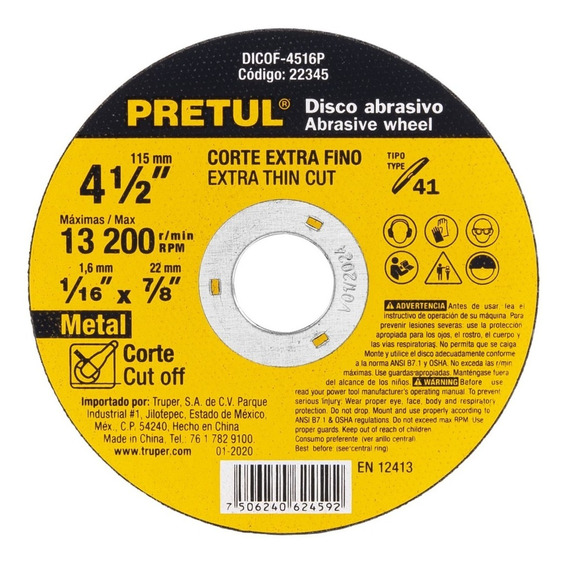 DICOF-4516P
Código: 22345
PRETUL®
Disco abrasivo
Abrasive wheel
115 mm
4 1/2"
CORTE EXTRA FINO
EXTRA THIN CUT
TIPO
TYPE
41
Máximas / Max
13 200 r/min
RPM
1,6 mm 22 mm
1/16" x 7/8"
Metal
Corte
Cut off
Importado por: Truper, S.A. de C.V. Parque
Industrial #1, Jilotepec, Estado de México.
Méx., C.P. 54240, Hecho en China/
Made in China. Tel.: 76 1 782 9100.
www.truper.com 01-2020
ADVERTENCIA Antes de usar lea el
instructivo de operación de su máquina. Para
prevenir lesiones severas: use la protección
apropiada para los ojos, el rostro, el cuerpo y
las vías respiratorias. No permita que se caiga
Monte y utilice el disco adecuadamente conforme
a la norma ANSI B7.1 y OSHA. No exceda las r/min
máximas. Use guardas apropiadas. Manténgase fuera
del alcance de los niños WARNING Before use
read your power tool manufacturer's operating manual. To prevent
serious Injury: Wear proper eye, face, body and respiratory
protection. Do not drop. Mount and use properly according to
ANSI B7.1 & OSHA regulations. Do not exceed max RPM. Use
proper guards. Keep out of reach of children.
Consumo preferente: (ver anillo central).
Best before: (see central ring)
EN 12413
7 506240 624592